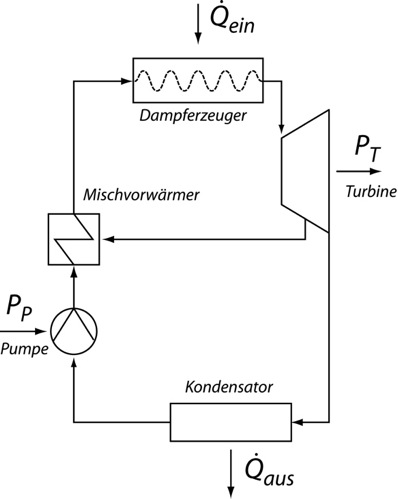 Q̇ein
Dampferzeuger
PT
Turbine
Mischvorwärmer
PP
Pumpe
Kondensator
Q̇aus